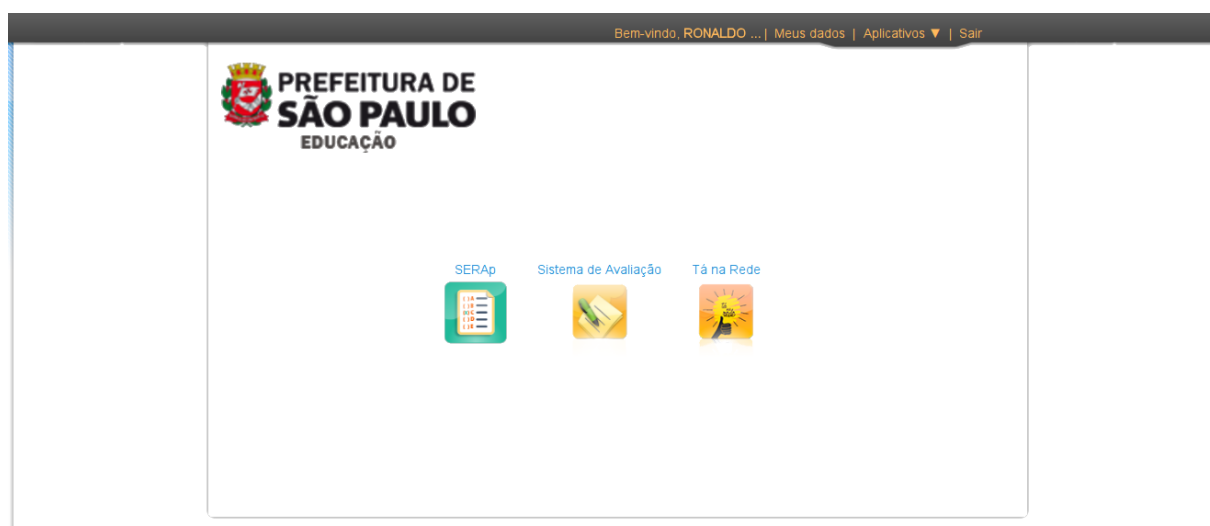 Bem-vindo, RONALDO ... | Meus dados | Aplicativos ▼ | Sair
PREFEITURA DE
SÃO PAULO
EDUCAÇÃO
SERAp Sistema de Avaliação Tá na Rede